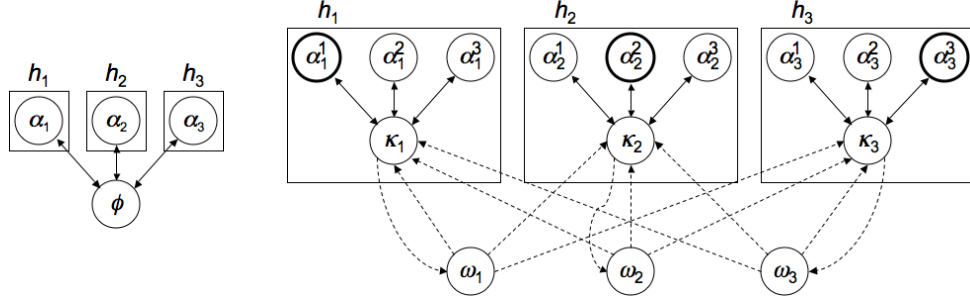 h₁ h₂ h₃
α₁ α₂ α₃
ϕ
h₁ h₂ h₃
α₁¹ α₁² α₁³ α₂¹ α₂² α₂³ α₃¹ α₃² α₃³
κ₁ κ₂ κ₃
ω₁ ω₂ ω₃